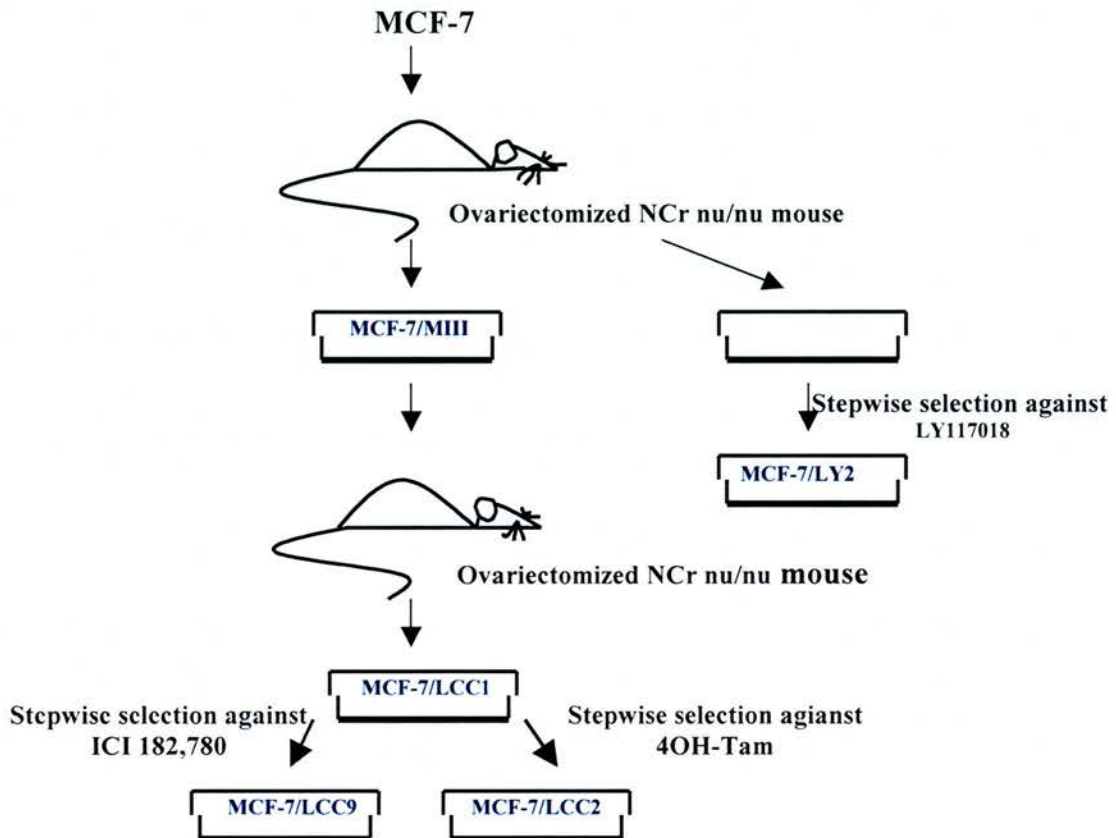 MCF-7
Ovariectomized NCr nu/nu mouse
MCF-7/MIII
Stepwise selection against
LY117018
MCF-7/LY2
Ovariectomized NCr nu/nu mouse
MCF-7/LCC1
Stepwise selection against
ICI 182,780
Stepwise selection agianst
4OH-Tam
MCF-7/LCC9
MCF-7/LCC2